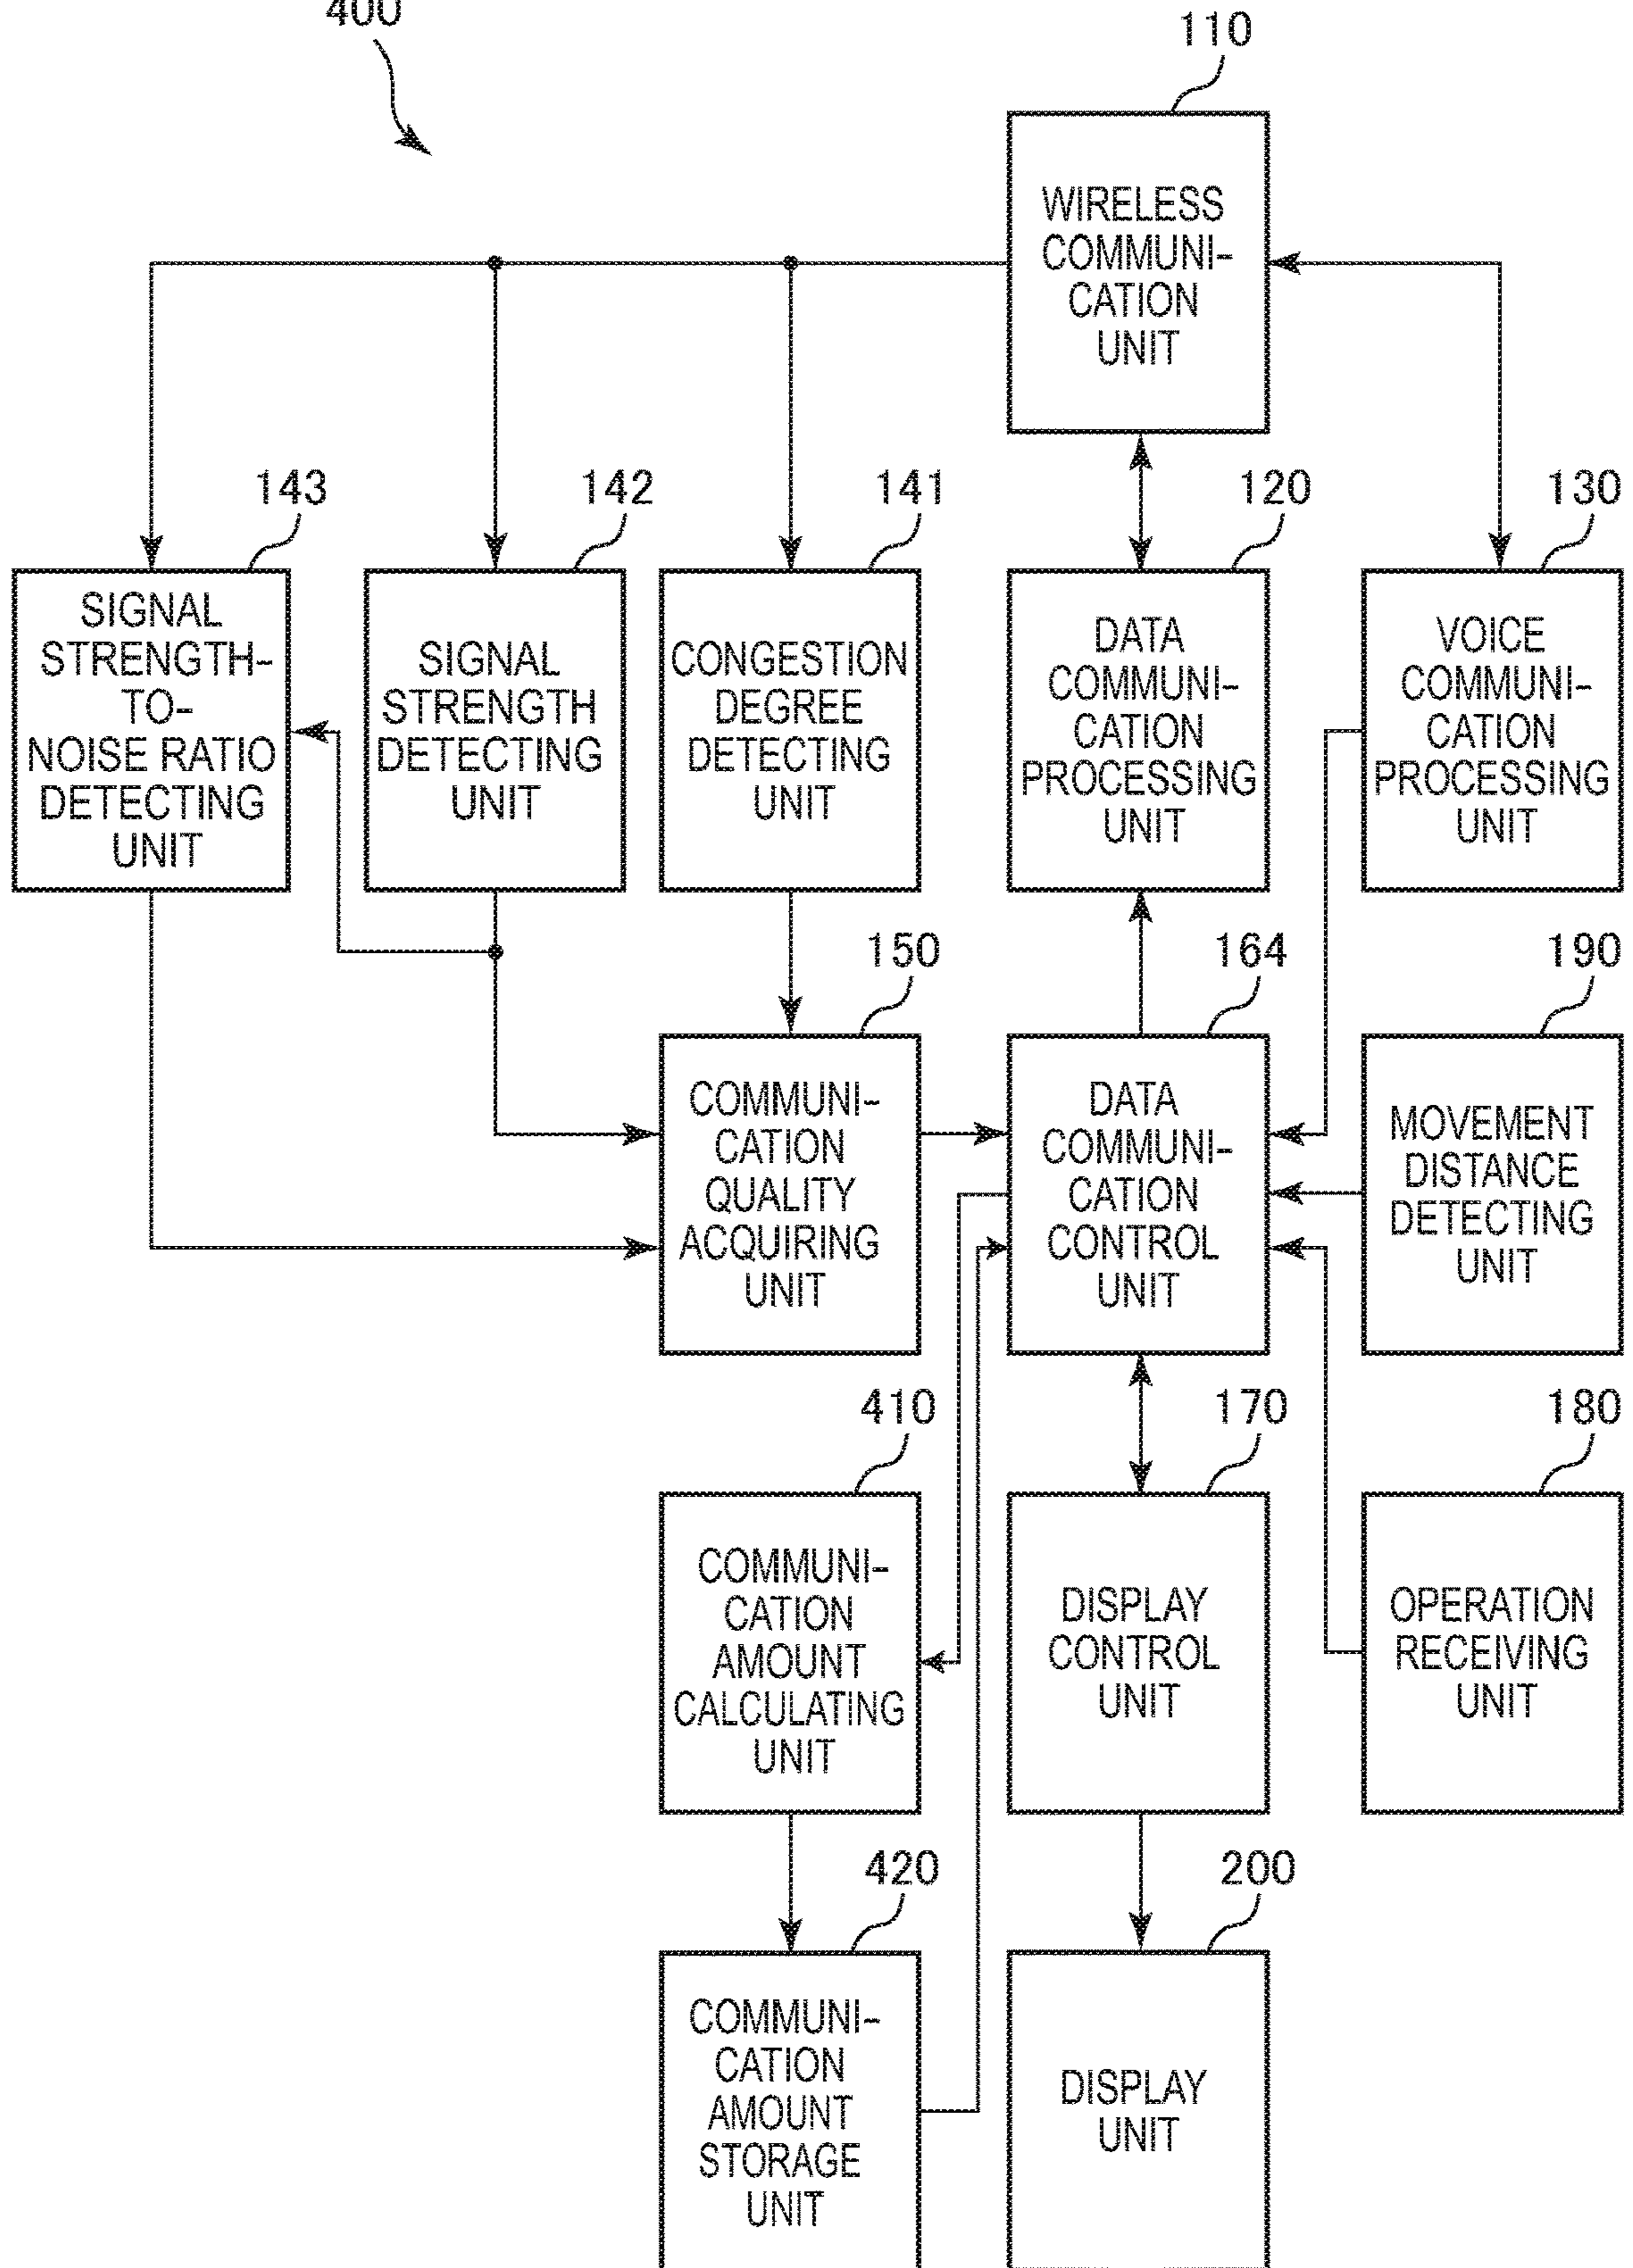 400
110
WIRELESS
COMMUNI-
CATION
UNIT
143
142
141
120
130
SIGNAL
STRENGTH-
TO-
NOISE RATIO
DETECTING
UNIT
SIGNAL
STRENGTH
DETECTING
UNIT
CONGESTION
DEGREE
DETECTING
UNIT
DATA
COMMUNI-
CATION
PROCESSING
UNIT
VOICE
COMMUNI-
CATION
PROCESSING
UNIT
150
164
190
COMMUNI-
CATION
QUALITY
ACQUIRING
UNIT
DATA
COMMUNI-
CATION
CONTROL
UNIT
MOVEMENT
DISTANCE
DETECTING
UNIT
410
170
180
COMMUNI-
CATION
AMOUNT
CALCULATING
UNIT
DISPLAY
CONTROL
UNIT
OPERATION
RECEIVING
UNIT
420
200
COMMUNI-
CATION
AMOUNT
STORAGE
UNIT
DISPLAY
UNIT